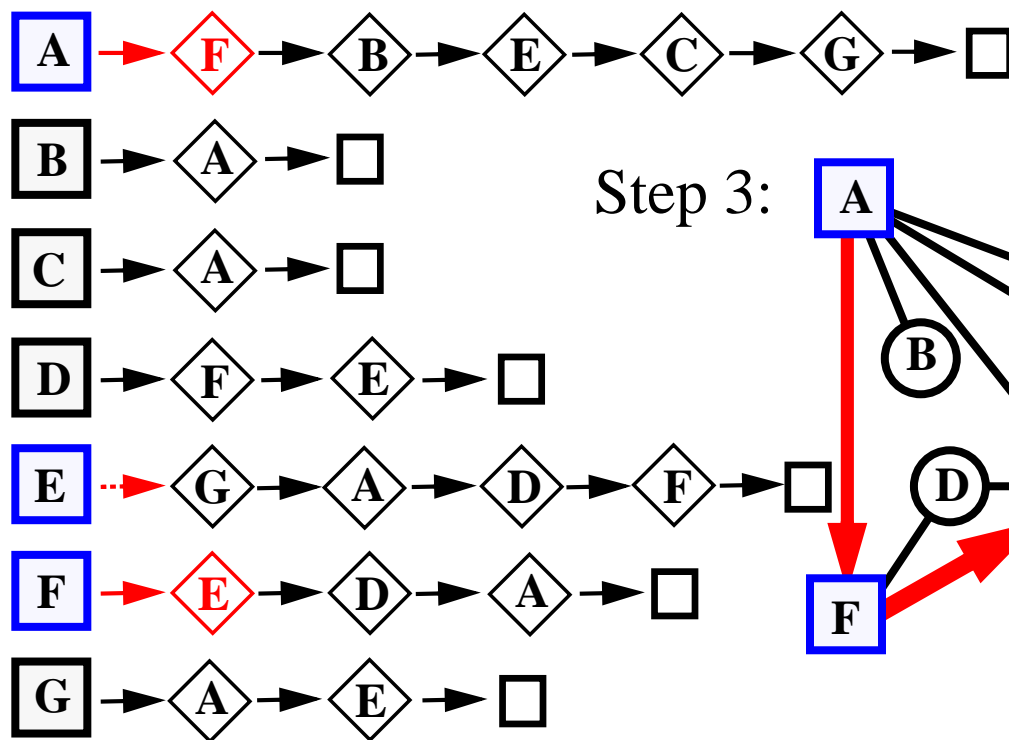 A F B E C G
B A
Step 3: A
C A
B
D F E
E G A D F
D
F E D A
F
G A E